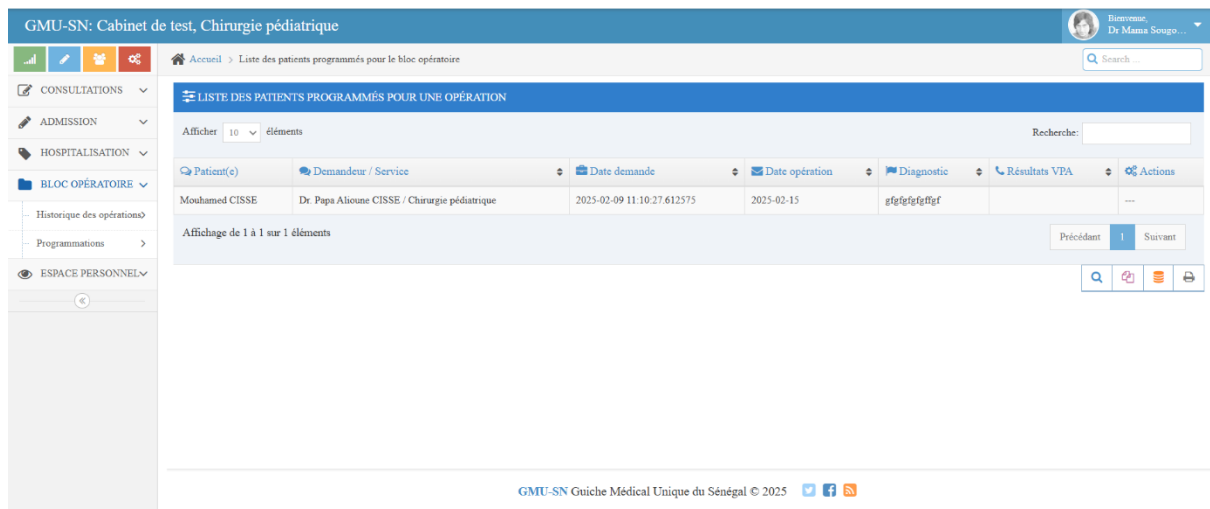 GMU-SN: Cabinet de test, Chirurgie pédiatrique
Bienvenue,
Dr Mama Sougo...
Accueil > Liste des patients programmés pour le bloc opératoire
Search ...
CONSULTATIONS
ADMISSION
HOSPITALISATION
BLOC OPÉRATOIRE
Historique des opérations
Programmations
ESPACE PERSONNEL
LISTE DES PATIENTS PROGRAMMÉS POUR UNE OPÉRATION
Afficher 10 éléments
Recherche:
Patient(e) Demandeur / Service Date demande Date opération Diagnostic Résultats VPA Actions
Mouhamed CISSE Dr. Papa Alioune CISSE / Chirurgie pédiatrique 2025-02-09 11:10:27.612575 2025-02-15 gfgfgfgfffgf ---
Affichage de 1 à 1 sur 1 éléments
Précédant 1 Suivant
GMU-SN Guiche Médical Unique du Sénégal © 2025